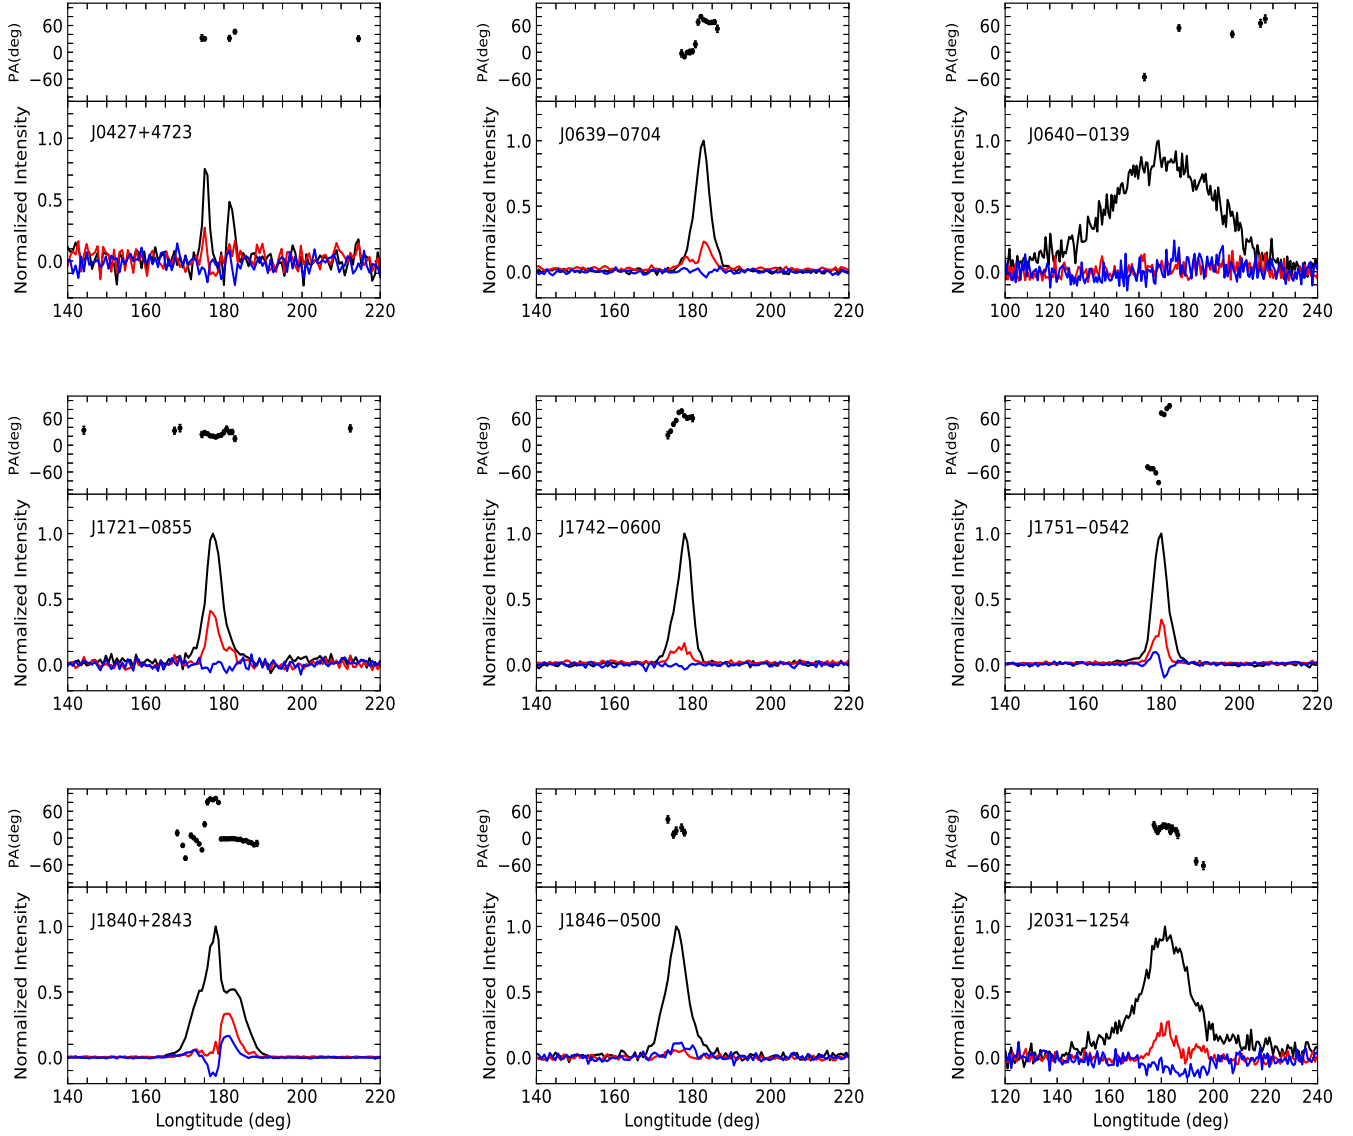 60
0
−60
PA(deg)
1.0
0.5
0.0
Normalized Intensity
J0427+4723
140 160 180 200 220
60
0
−60
PA(deg)
1.0
0.5
0.0
Normalized Intensity
J0639−0704
140 160 180 200 220
60
0
−60
PA(deg)
1.0
0.5
0.0
Normalized Intensity
J0640−0139
100 120 140 160 180 200 220 240
60
0
−60
PA(deg)
1.0
0.5
0.0
Normalized Intensity
J1721−0855
140 160 180 200 220
60
0
−60
PA(deg)
1.0
0.5
0.0
Normalized Intensity
J1742−0600
140 160 180 200 220
60
0
−60
PA(deg)
1.0
0.5
0.0
Normalized Intensity
J1751−0542
140 160 180 200 220
60
0
−60
PA(deg)
1.0
0.5
0.0
Normalized Intensity
J1840+2843
140 160 180 200 220
Longtitude (deg)
60
0
−60
PA(deg)
1.0
0.5
0.0
Normalized Intensity
J1846−0500
140 160 180 200 220
Longtitude (deg)
60
0
−60
PA(deg)
1.0
0.5
0.0
Normalized Intensity
J2031−1254
120 140 160 180 200 220 240
Longtitude (deg)